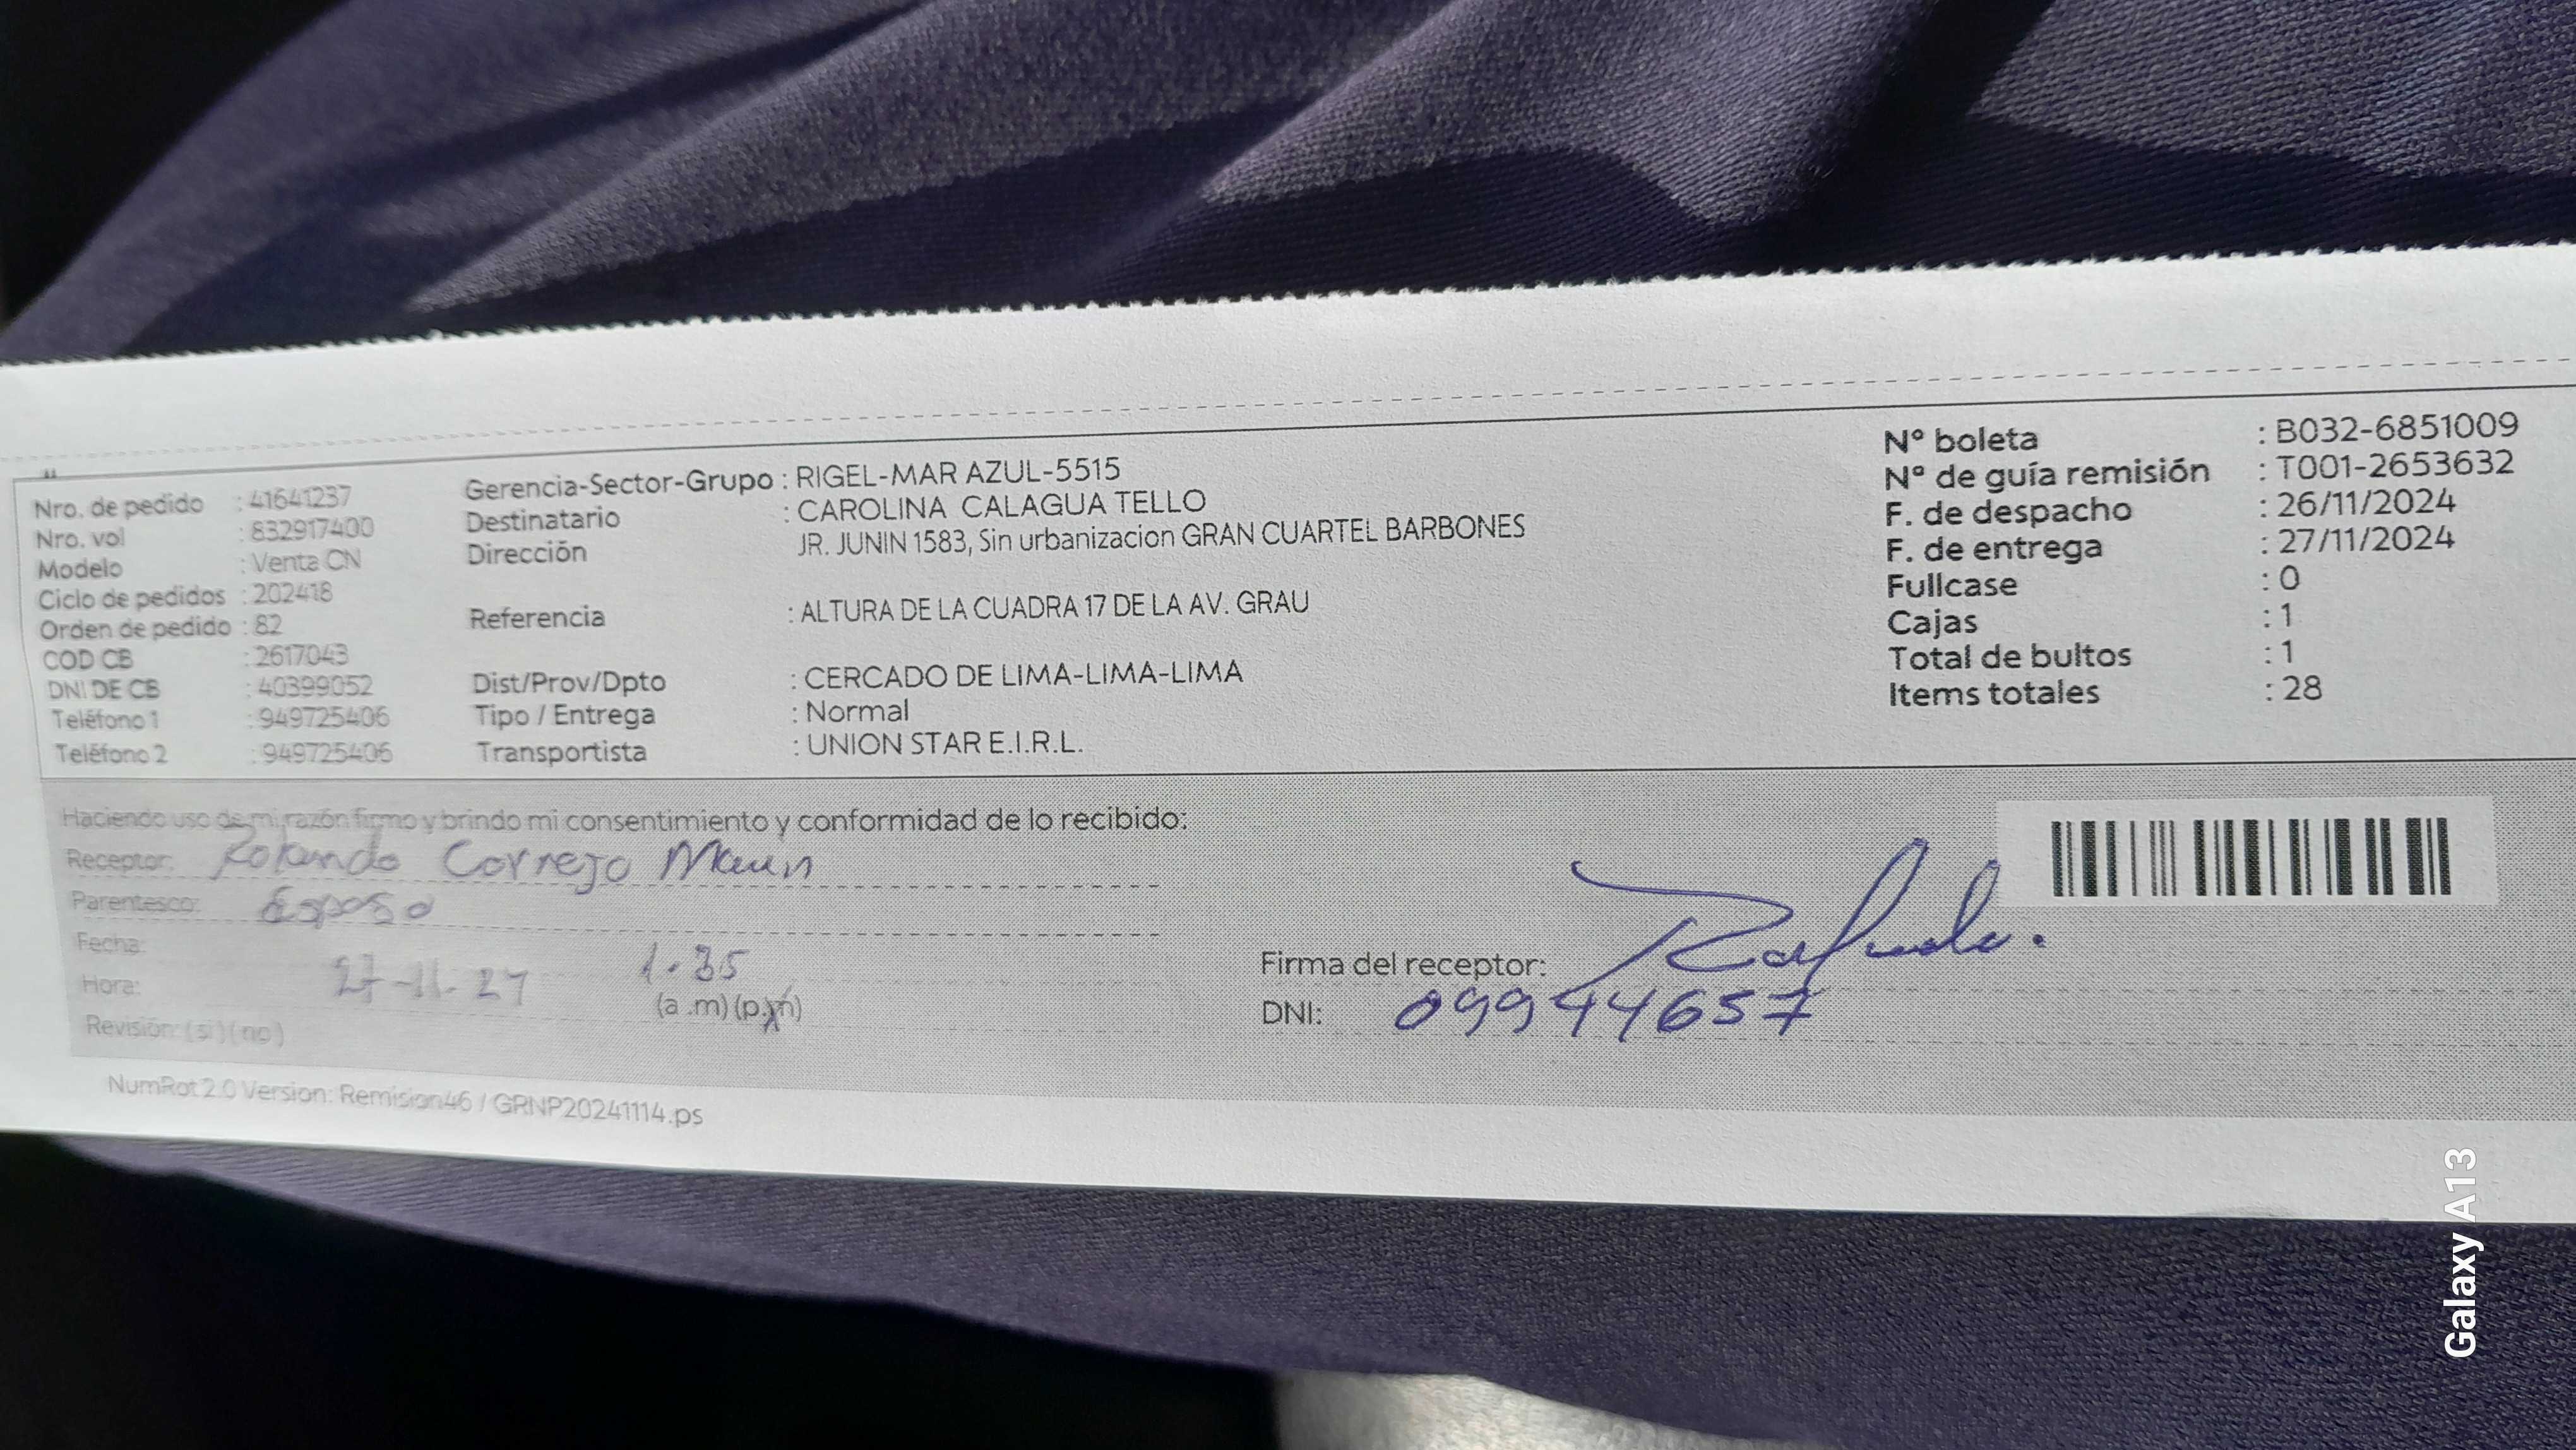 Nro. de pedido : 41641237
Nro. vol : 832917400
Modelo : Venta CN
Ciclo de pedidos : 202418
Orden de pedido : 82
COD CB : 2617043
DNI DE CB : 40399052
Teléfono 1 : 949725406
Teléfono 2 : 949725406
Gerencia-Sector-Grupo : RIGEL-MAR AZUL-5515
Destinatario : CAROLINA CALAGUA TELLO
Dirección JR. JUNIN 1583, Sin urbanizacion GRAN CUARTEL BARBONES
Referencia : ALTURA DE LA CUADRA 17 DE LA AV. GRAU
Dist/Prov/Dpto : CERCADO DE LIMA-LIMA-LIMA
Tipo / Entrega : Normal
Transportista : UNION STAR E.I.R.L.
N° boleta : B032-6851009
N° de guía remisión : T001-2653632
F. de despacho : 26/11/2024
F. de entrega : 27/11/2024
Fullcase : 0
Cajas : 1
Total de bultos : 1
Items totales : 28
Haciendo uso de mi razón firmo y brindo mi consentimiento y conformidad de lo recibido:
Receptor: Rolando Cornejo
Parentesco: Esposo
Fecha:
Hora: 27-11-24 1.35
(a .m) (p.m)
Revisión: (si) (no)
Firma del receptor:
DNI: 09944657
NumRot 2.0 Version: Remision46 / GRNP20241114.ps
Galaxy A13